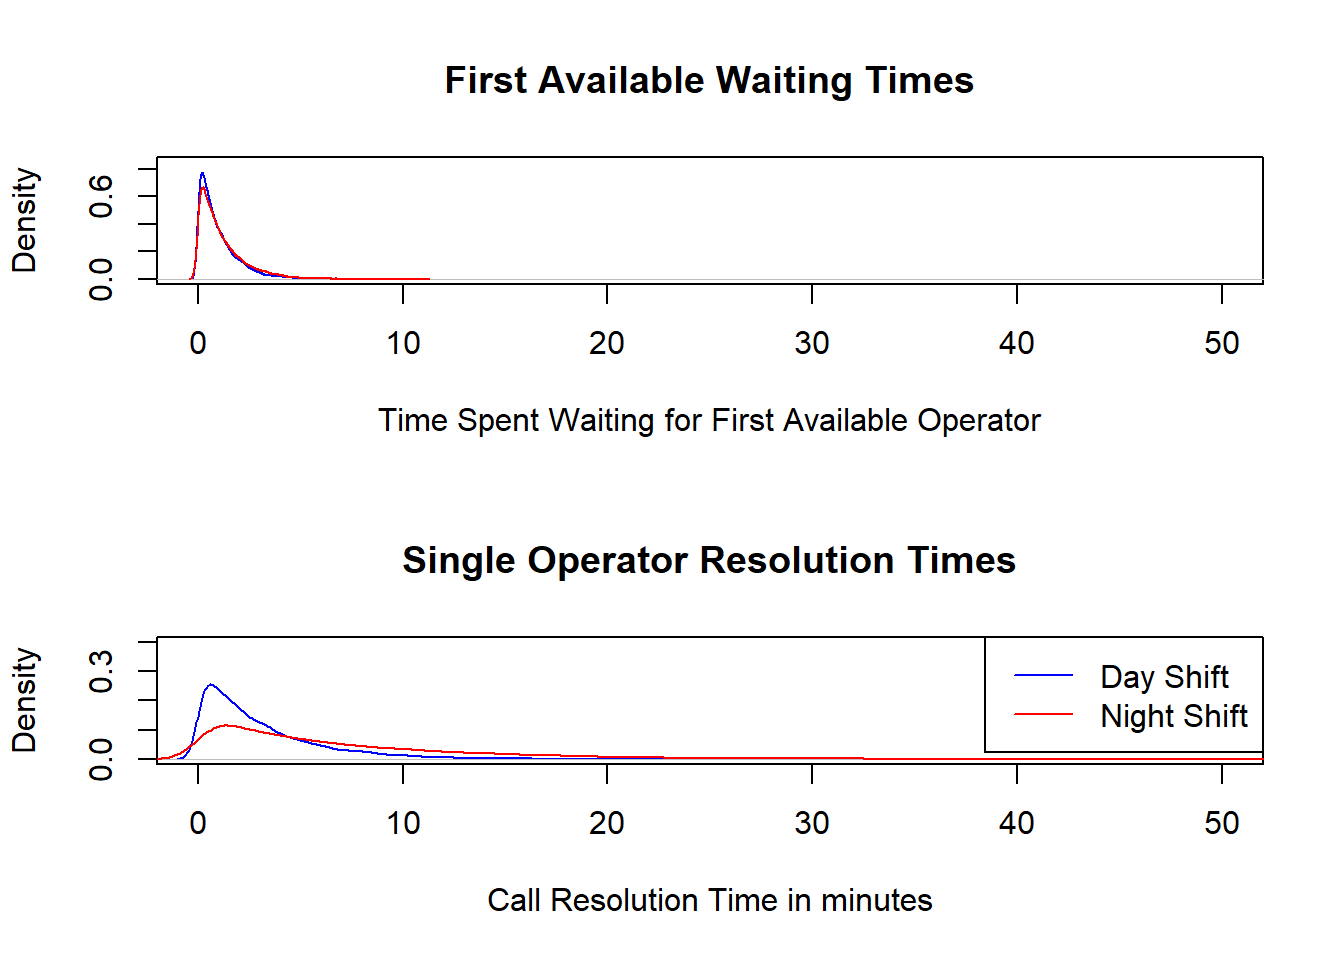 First Available Waiting Times
Density
0.6
0.0
0 10 20 30 40 50
Time Spent Waiting for First Available Operator
Single Operator Resolution Times
Density
0.3
0.0
Day Shift
Night Shift
0 10 20 30 40 50
Call Resolution Time in minutes